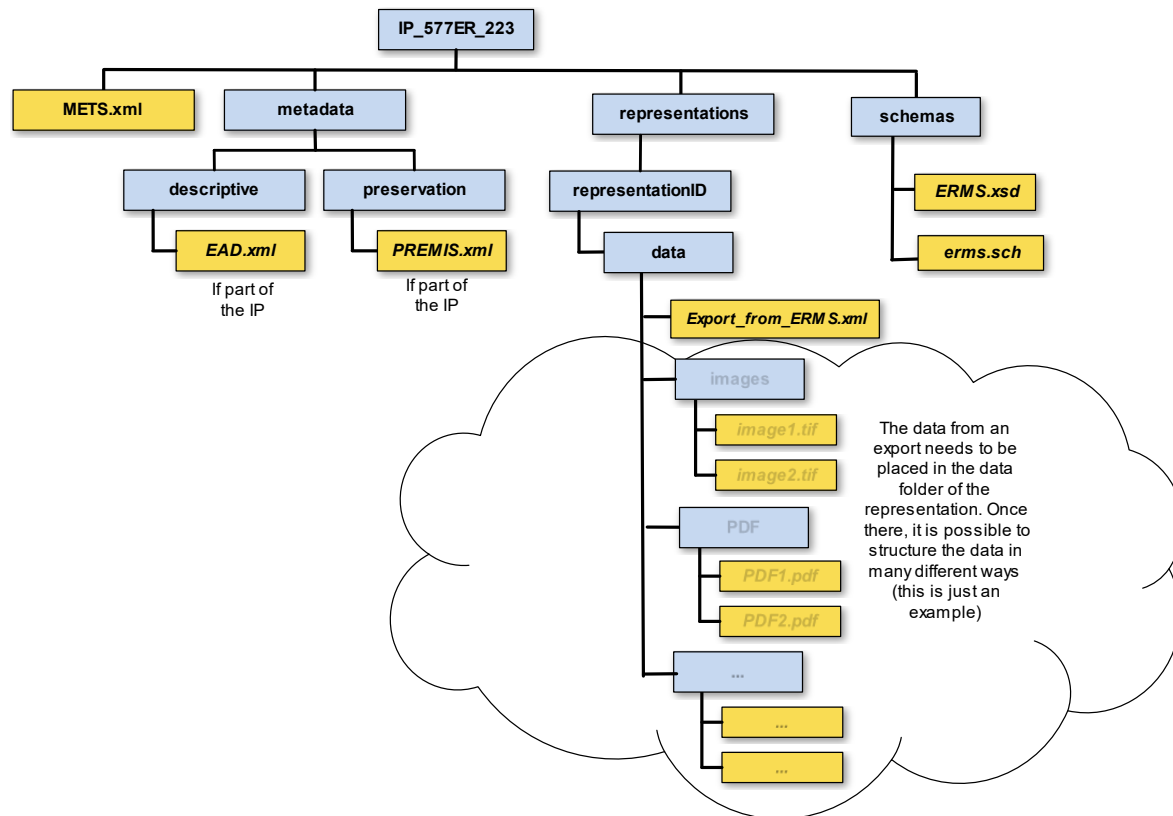 IP_577ER_223
METS.xml
metadata
representations
schemas
descriptive
preservation
representationID
ERMS.xsd
EAD.xml
PREMIS.xml
data
erms.sch
If part of
the IP
If part of
the IP
Export_from_ERMS.xml
images
image1.tif
image2.tif
PDF
PDF1.pdf
PDF2.pdf
...
...
...
The data from an
export needs to be
placed in the data
folder of the
representation. Once
there, it is possible to
structure the data in
many different ways
(this is just an
example)